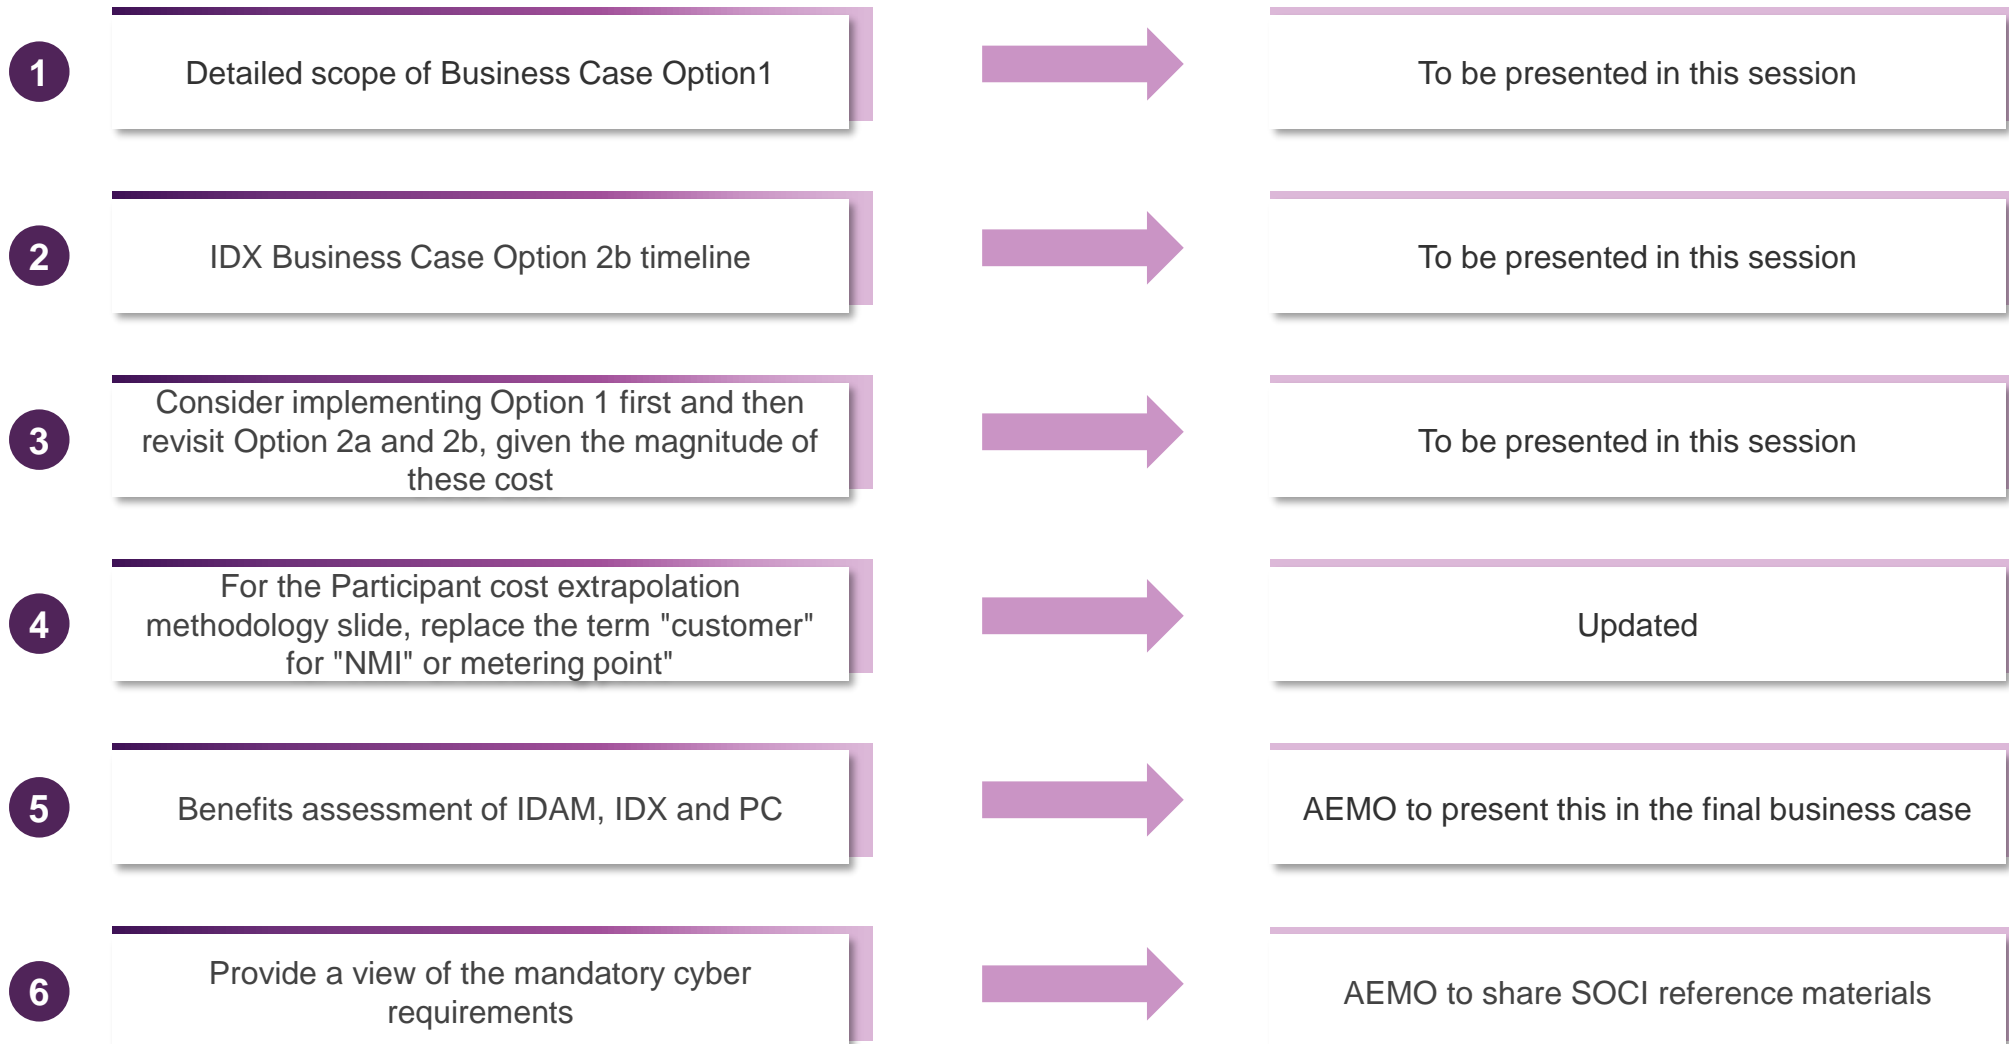 1
Detailed scope of Business Case Option1
To be presented in this session
2
IDX Business Case Option 2b timeline
To be presented in this session
3
Consider implementing Option 1 first and then
revisit Option 2a and 2b, given the magnitude of
these cost
To be presented in this session
4
For the Participant cost extrapolation
methodology slide, replace the term "customer"
for "NMI" or metering point"
Updated
5
Benefits assessment of IDAM, IDX and PC
AEMO to present this in the final business case
6
Provide a view of the mandatory cyber
requirements
AEMO to share SOCI reference materials